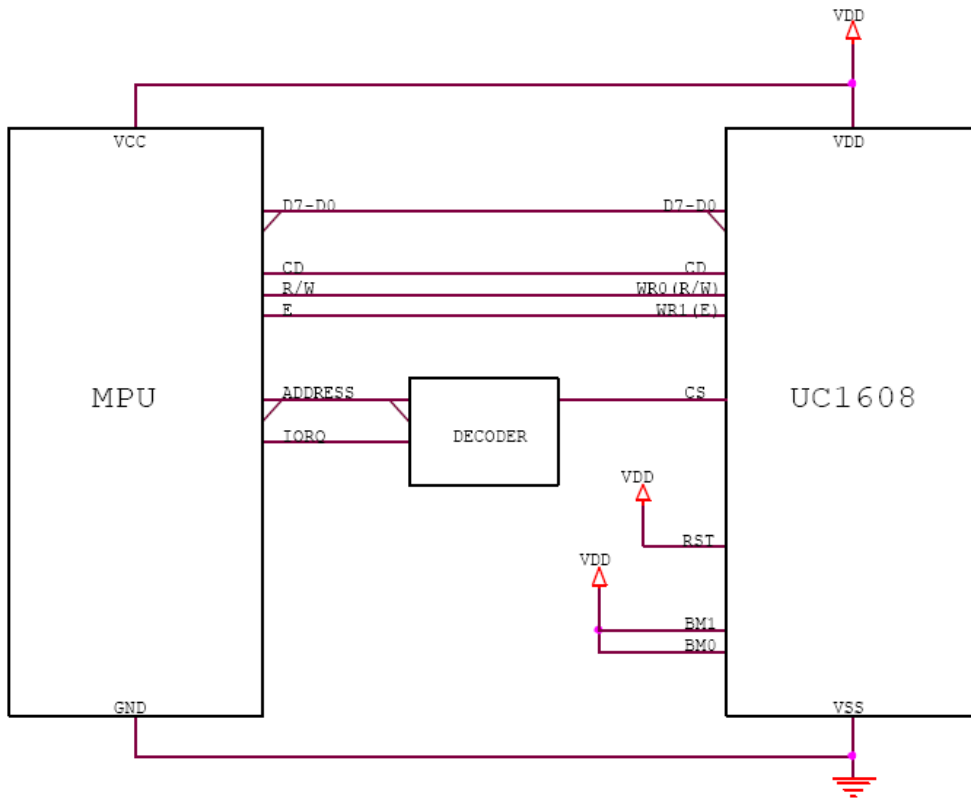 VDD
VCC
VDD
D7-D0
D7-D0
CD
CD
R/W
WR0(R/W)
E
WR1(E)
ADDRESS
CS
MPU
UC1608
IORQ
DECODER
VDD
RST
VDD
BM1
BM0
GND
VSS